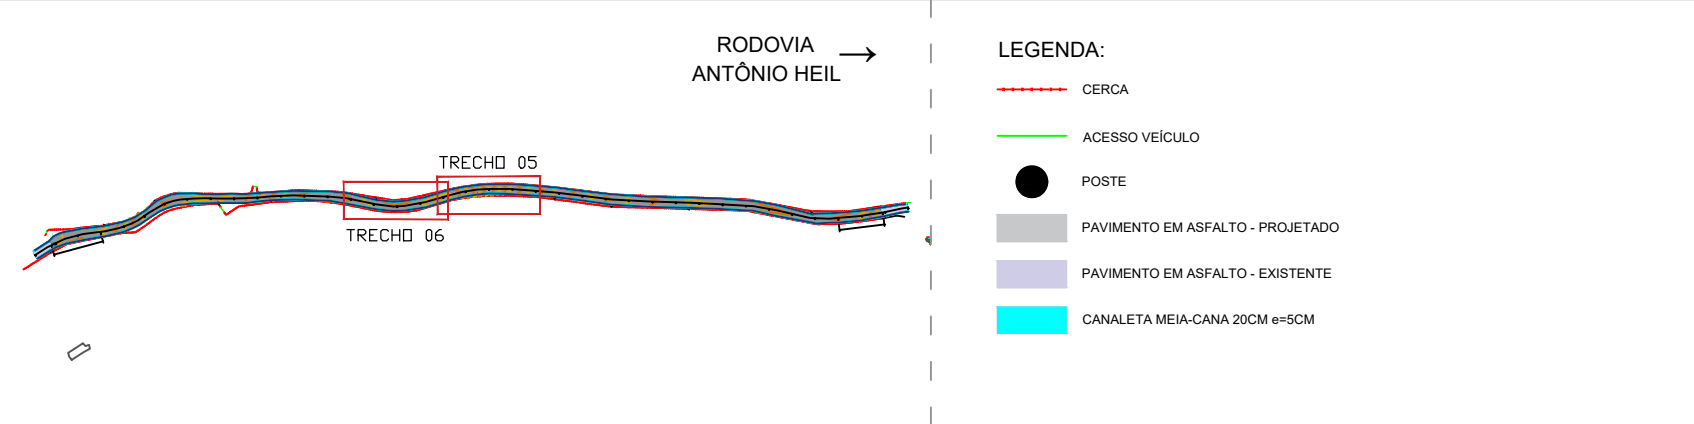 RODOVIA →
ANTÔNIO HEIL
TRECHO 05
TRECHO 06
LEGENDA:
CERCA
ACESSO VEÍCULO
POSTE
PAVIMENTO EM ASFALTO - PROJETADO
PAVIMENTO EM ASFALTO - EXISTENTE
CANALETA MEIA-CANA 20CM e=5CM